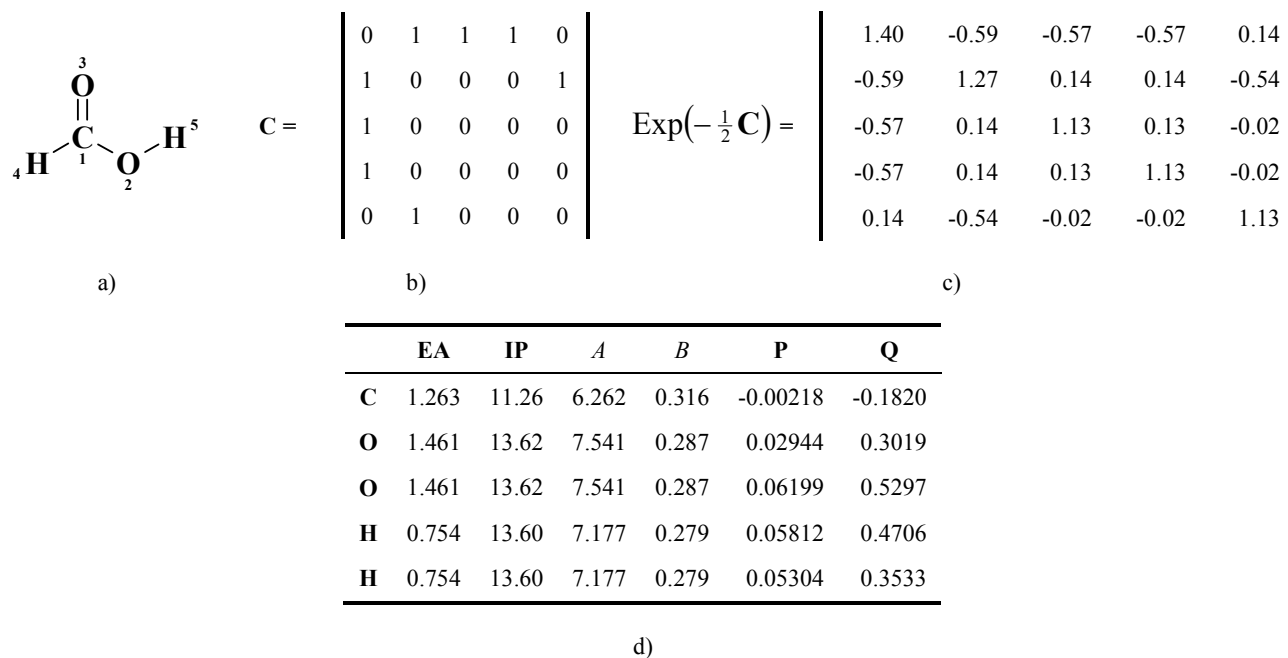 3
O
H 5
C
1
4 H
O
2
C =
0 1 1 1 0
1 0 0 0 1
1 0 0 0 0
1 0 0 0 0
0 1 0 0 0
Exp(− ½ C) =
1.40 -0.59 -0.57 -0.57 0.14
-0.59 1.27 0.14 0.14 -0.54
-0.57 0.14 1.13 0.13 -0.02
-0.57 0.14 0.13 1.13 -0.02
0.14 -0.54 -0.02 -0.02 1.13
a) b) c)
EA IP A B P Q
C 1.263 11.26 6.262 0.316 -0.00218 -0.1820
O 1.461 13.62 7.541 0.287 0.02944 0.3019
O 1.461 13.62 7.541 0.287 0.06199 0.5297
H 0.754 13.60 7.177 0.279 0.05812 0.4706
H 0.754 13.60 7.177 0.279 0.05304 0.3533
d)